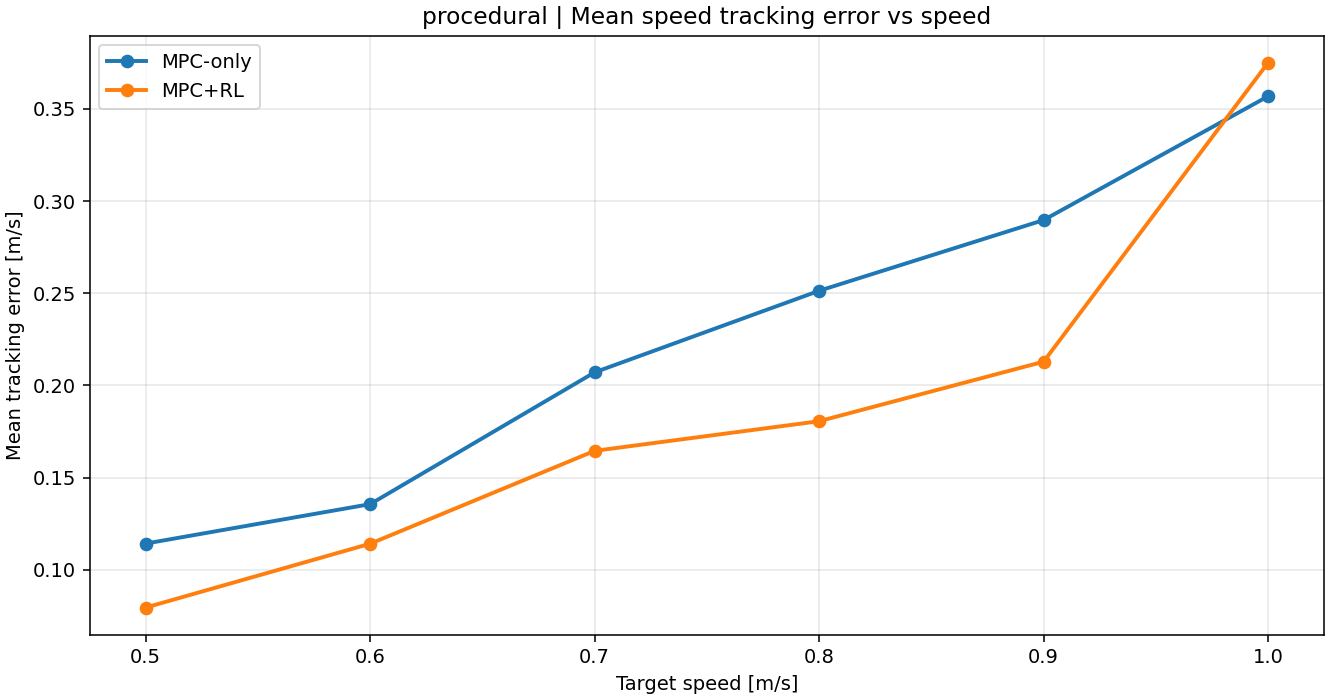 procedural | Mean speed tracking error vs speed
MPC-only
MPC+RL
Mean tracking error [m/s]
0.35
0.30
0.25
0.20
0.15
0.10
0.5 0.6 0.7 0.8 0.9 1.0
Target speed [m/s]